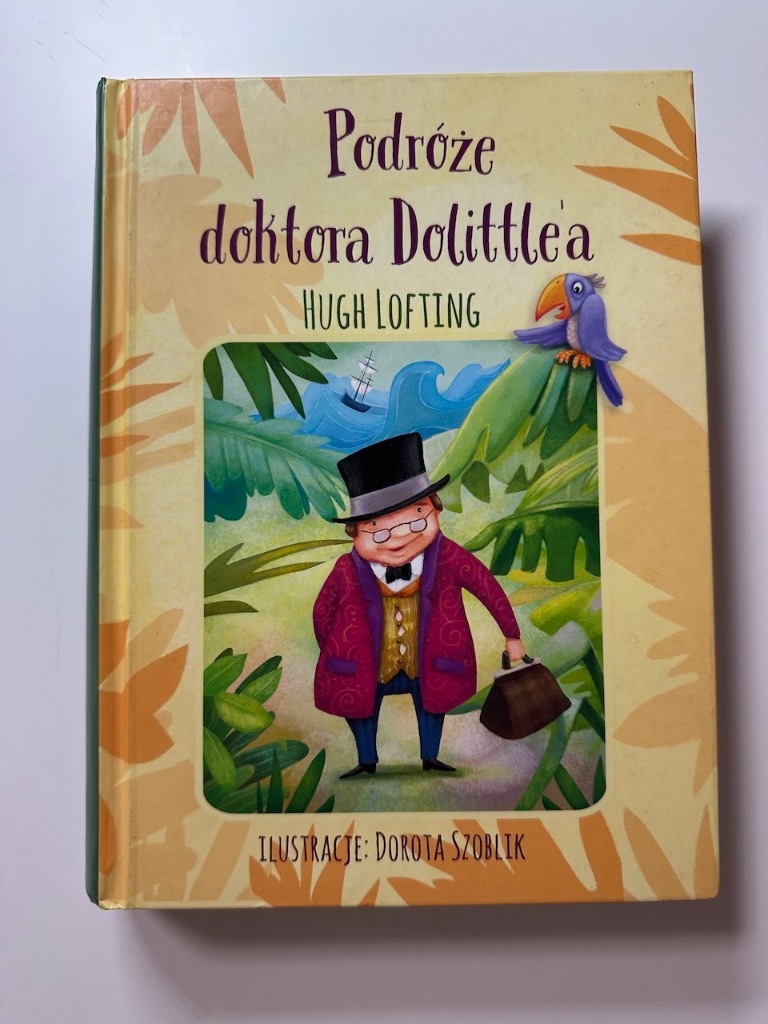 Podróże
doktora Dolittle'a
HUGH LOFTING
ILUSTRACJE: DOROTA SZOBLIK